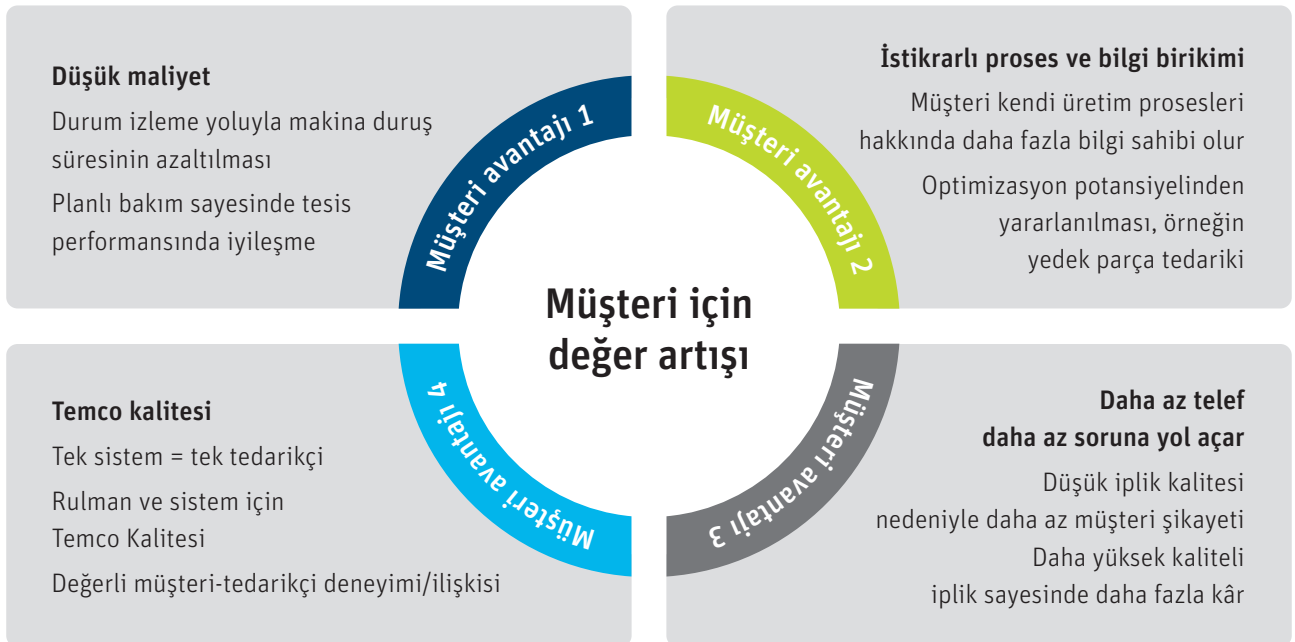 Düşük maliyet
Durum izleme yoluyla makina duruş
süresinin azaltılması
Planlı bakım sayesinde tesis
performansında iyileşme
Müşteri avantajı 1
İstikrarlı proses ve bilgi birikimi
Müşteri kendi üretim prosesleri
hakkında daha fazla bilgi sahibi olur
Optimizasyon potansiyelinden
yararlanılması, örneğin
yedek parça tedariki
Müşteri avantajı 2
Müşteri için
değer artışı
Temco kalitesi
Tek sistem = tek tedarikçi
Rulman ve sistem için
Temco Kalitesi
Değerli müşteri-tedarikçi deneyimi/ilişkisi
Müşteri avantajı 4
Daha az telef
daha az soruna yol açar
Düşük iplik kalitesi
nedeniyle daha az müşteri şikayeti
Daha yüksek kaliteli
iplik sayesinde daha fazla kâr
Müşteri avantajı 3